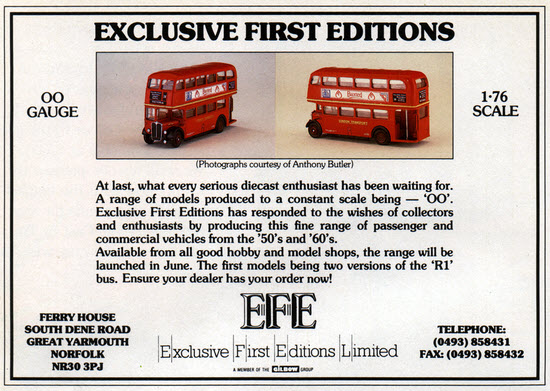 EXCLUSIVE FIRST EDITIONS
OO
GAUGE
1·76
SCALE
(Photographs courtesy of Anthony Butler)
At last, what every serious diecast enthusiast has been waiting for.
A range of models produced to a constant scale being — 'OO'.
Exclusive First Editions has responded to the wishes of collectors
and enthusiasts by producing this fine range of passenger and
commercial vehicles from the '50's and '60's.
Available from all good hobby and model shops, the range will be
launched in June. The first models being two versions of the 'R1'
bus. Ensure your dealer has your order now!
EFE
Exclusive First Editions Limited
A MEMBER OF THE GROUP
FERRY HOUSE
SOUTH DENE ROAD
GREAT YARMOUTH
NORFOLK
NR30 3PJ
TELEPHONE:
(0493) 858431
FAX: (0493) 858432